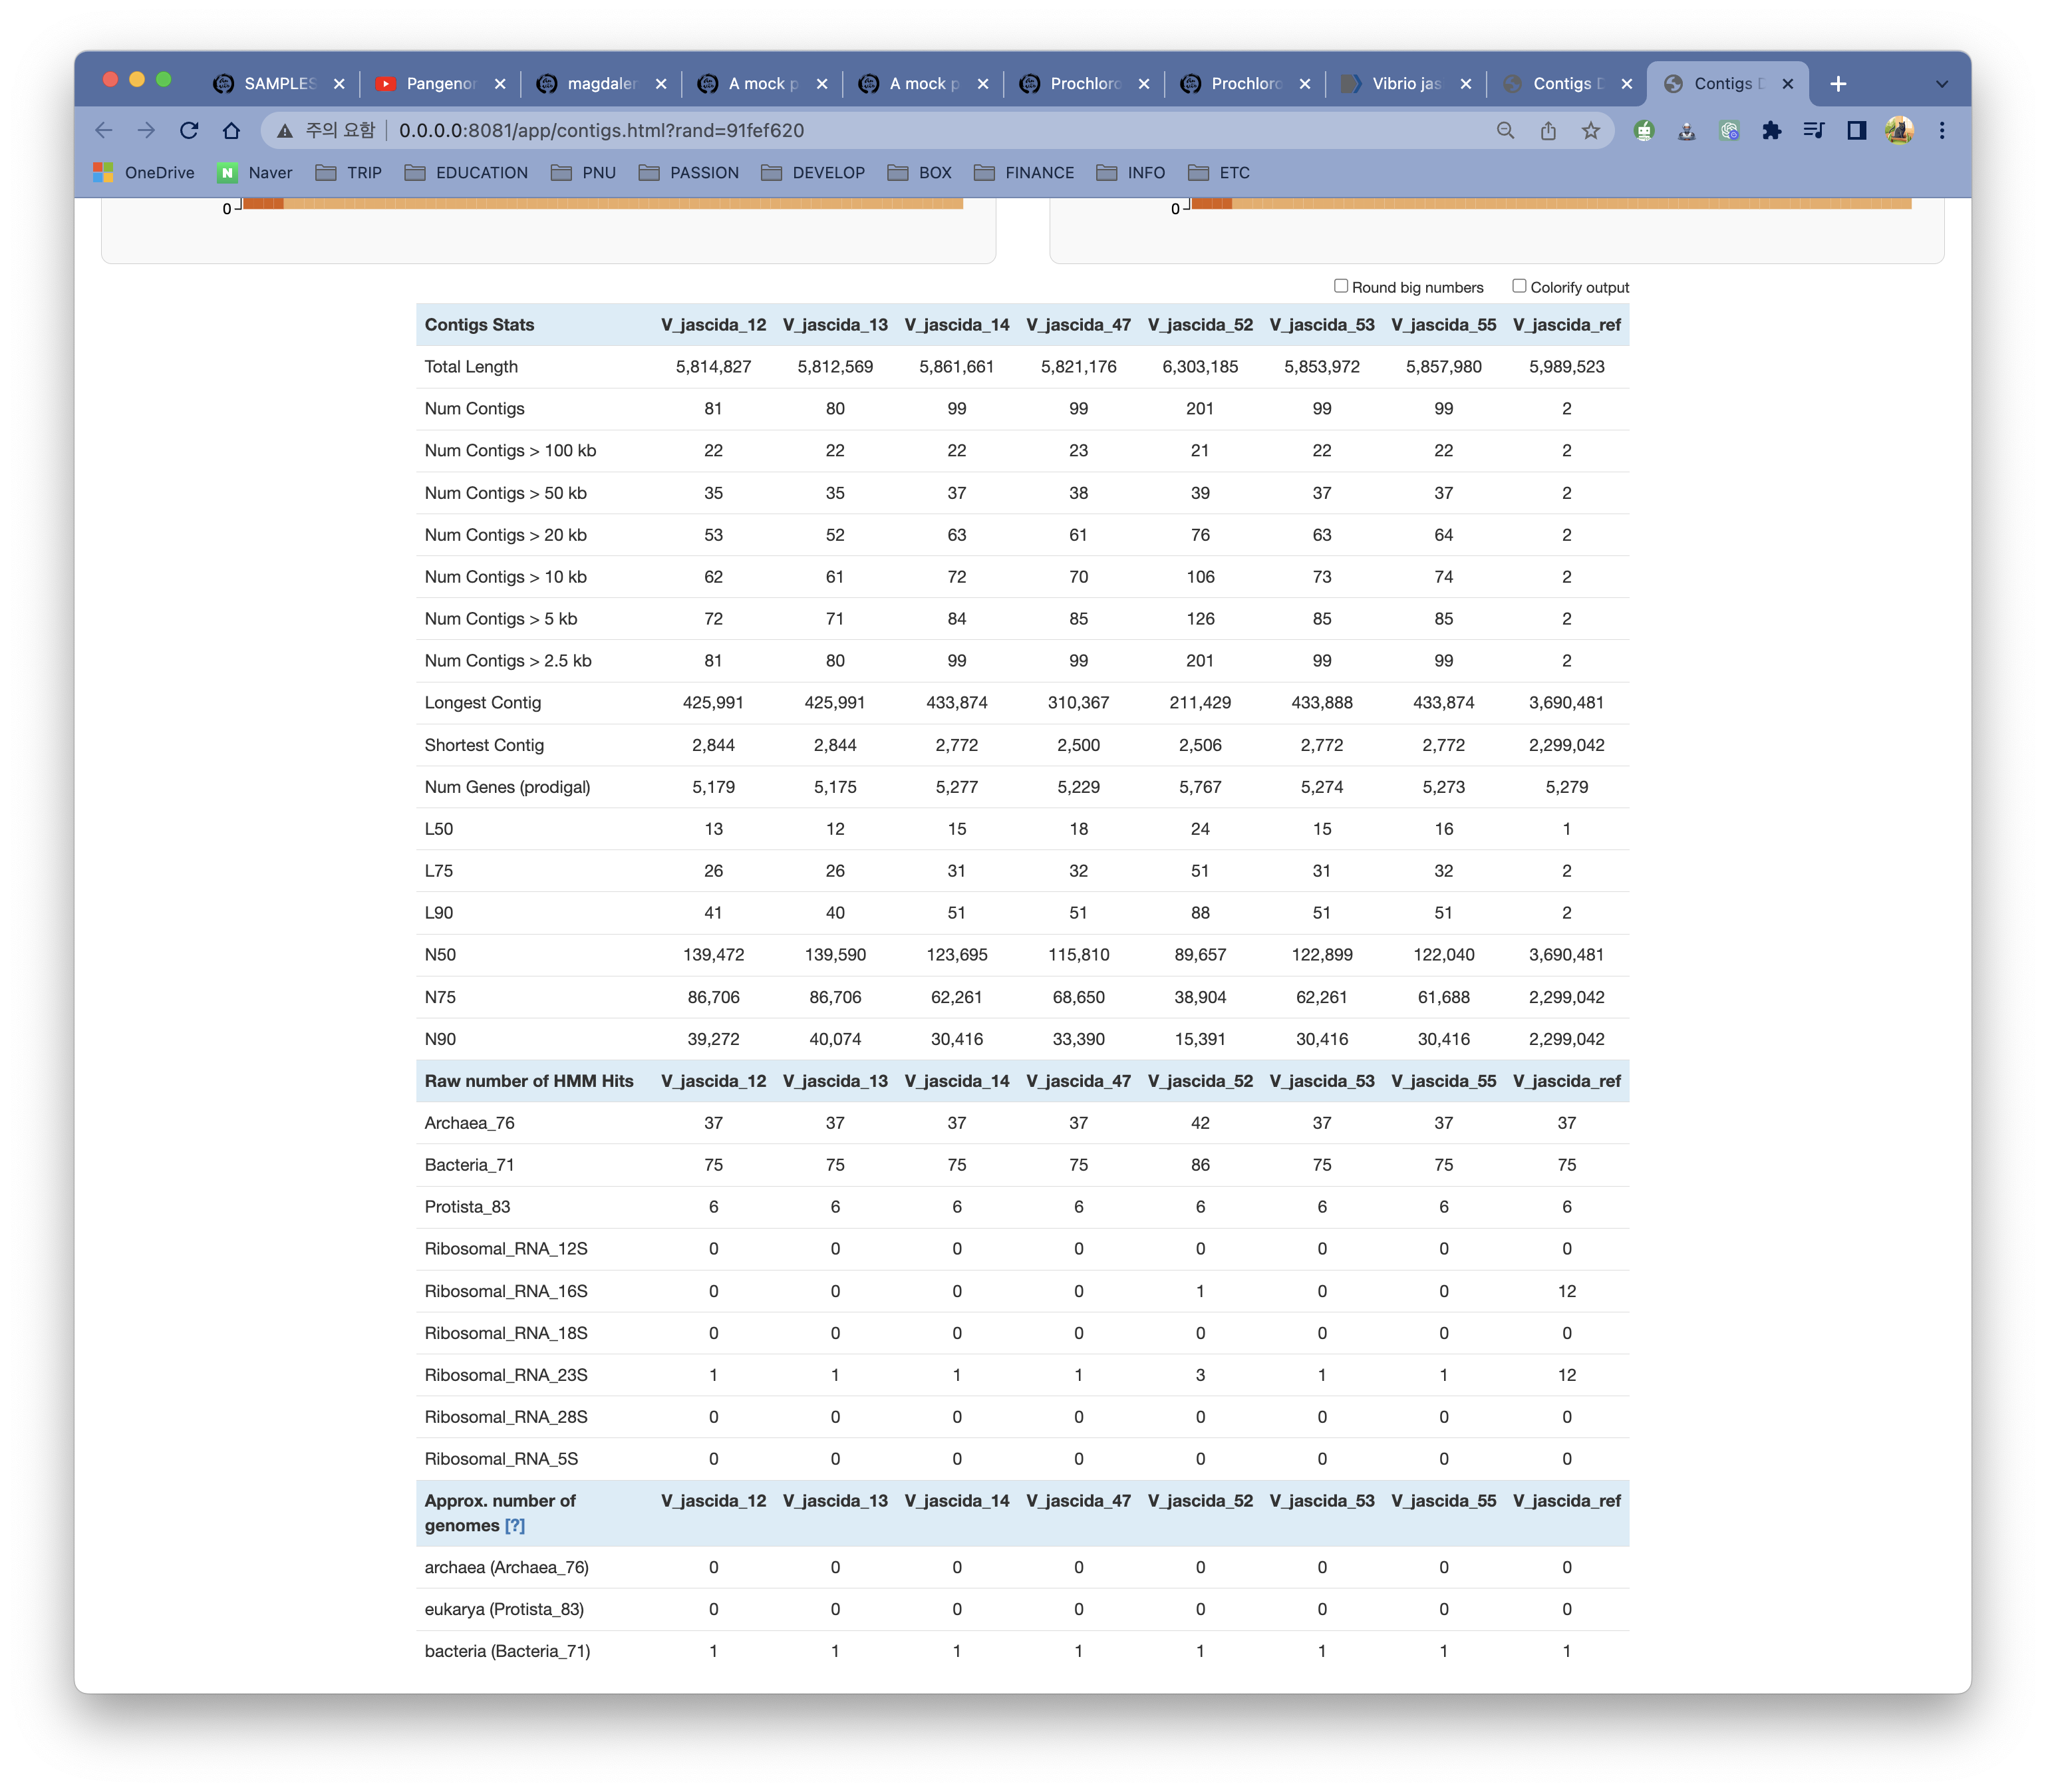 SAMPLES Pangenor magdaler A mock p A mock p Prochloro Prochloro Vibrio jas Contigs D Contigs D
주의 요함 0.0.0.0:8081/app/contigs.html?rand=91fef620
OneDrive N Naver TRIP EDUCATION PNU PASSION DEVELOP BOX FINANCE INFO ETC
0 0
Round big numbers Colorify output
Contigs Stats V_jascida_12 V_jascida_13 V_jascida_14 V_jascida_47 V_jascida_52 V_jascida_53 V_jascida_55 V_jascida_ref
Total Length 5,814,827 5,812,569 5,861,661 5,821,176 6,303,185 5,853,972 5,857,980 5,989,523
Num Contigs 81 80 99 99 201 99 99 2
Num Contigs > 100 kb 22 22 22 23 21 22 22 2
Num Contigs > 50 kb 35 35 37 38 39 37 37 2
Num Contigs > 20 kb 53 52 63 61 76 63 64 2
Num Contigs > 10 kb 62 61 72 70 106 73 74 2
Num Contigs > 5 kb 72 71 84 85 126 85 85 2
Num Contigs > 2.5 kb 81 80 99 99 201 99 99 2
Longest Contig 425,991 425,991 433,874 310,367 211,429 433,888 433,874 3,690,481
Shortest Contig 2,844 2,844 2,772 2,500 2,506 2,772 2,772 2,299,042
Num Genes (prodigal) 5,179 5,175 5,277 5,229 5,767 5,274 5,273 5,279
L50 13 12 15 18 24 15 16 1
L75 26 26 31 32 51 31 32 2
L90 41 40 51 51 88 51 51 2
N50 139,472 139,590 123,695 115,810 89,657 122,899 122,040 3,690,481
N75 86,706 86,706 62,261 68,650 38,904 62,261 61,688 2,299,042
N90 39,272 40,074 30,416 33,390 15,391 30,416 30,416 2,299,042
Raw number of HMM Hits V_jascida_12 V_jascida_13 V_jascida_14 V_jascida_47 V_jascida_52 V_jascida_53 V_jascida_55 V_jascida_ref
Archaea_76 37 37 37 37 42 37 37 37
Bacteria_71 75 75 75 75 86 75 75 75
Protista_83 6 6 6 6 6 6 6 6
Ribosomal_RNA_12S 0 0 0 0 0 0 0 0
Ribosomal_RNA_16S 0 0 0 0 1 0 0 12
Ribosomal_RNA_18S 0 0 0 0 0 0 0 0
Ribosomal_RNA_23S 1 1 1 1 3 1 1 12
Ribosomal_RNA_28S 0 0 0 0 0 0 0 0
Ribosomal_RNA_5S 0 0 0 0 0 0 0 0
Approx. number of V_jascida_12 V_jascida_13 V_jascida_14 V_jascida_47 V_jascida_52 V_jascida_53 V_jascida_55 V_jascida_ref
genomes [?]
archaea (Archaea_76) 0 0 0 0 0 0 0 0
eukarya (Protista_83) 0 0 0 0 0 0 0 0
bacteria (Bacteria_71) 1 1 1 1 1 1 1 1